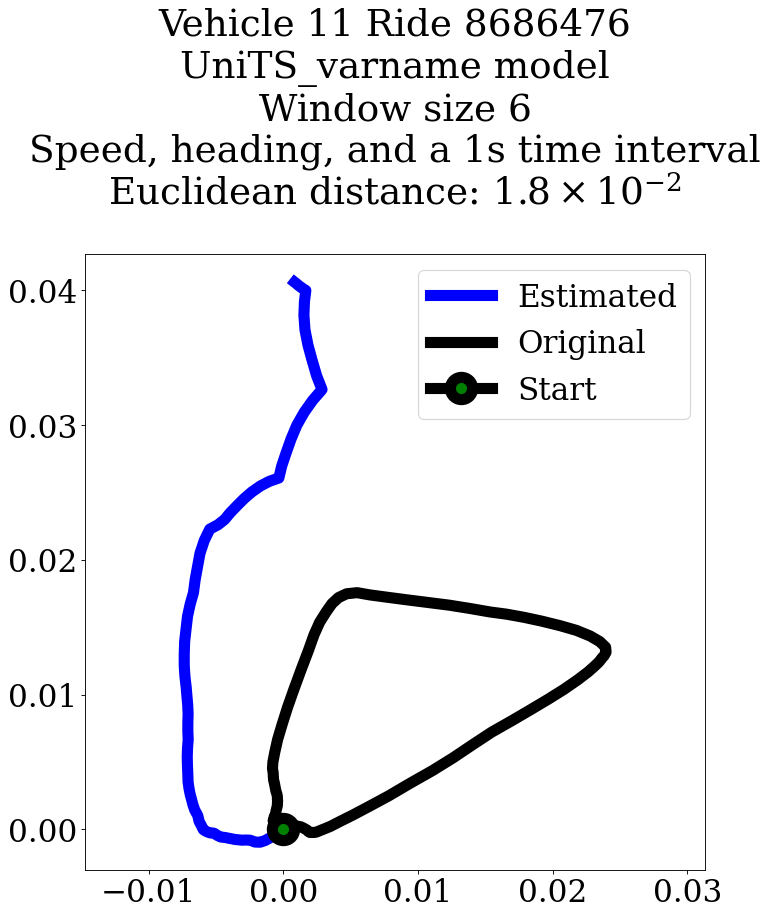 Vehicle 11 Ride 8686476
UniTS_varname model
Window size 6
Speed, heading, and a 1s time interval
Euclidean distance: 1.8 × 10⁻²
Estimated
Original
Start
0.04
0.03
0.02
0.01
0.00
−0.01 0.00 0.01 0.02 0.03